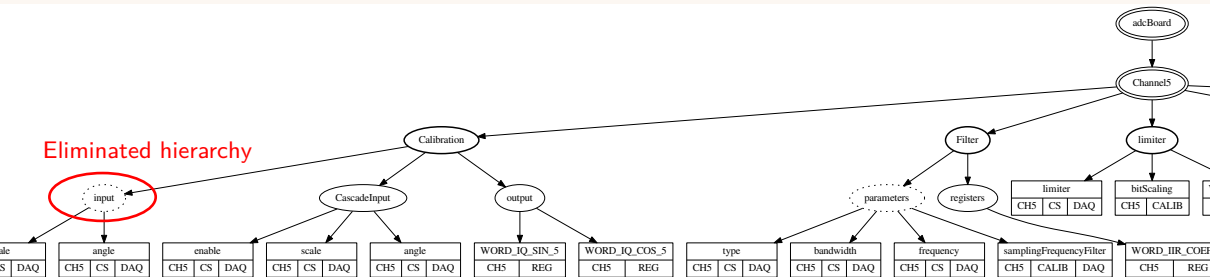 adcBoard
Channel5
Eliminated hierarchy
Calibration
Filter
limiter
input
CascadeInput
output
parameters
registers
limiter
CH5 CS DAQ
bitScaling
CH5 CALIB
angle
CH5 CS DAQ
enable
CH5 CS DAQ
scale
CH5 CS DAQ
angle
CH5 CS DAQ
WORD_IQ_SIN_5
CH5 REG
WORD_IQ_COS_5
CH5 REG
type
CH5 CS DAQ
bandwidth
CH5 CS DAQ
frequency
CH5 CS DAQ
samplingFrequencyFilter
CH5 CALIB DAQ
CH5 REG